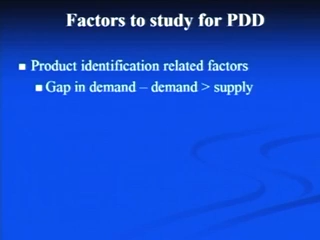 Factors to study for PDD
Product identification related factors
Gap in demand – demand > supply